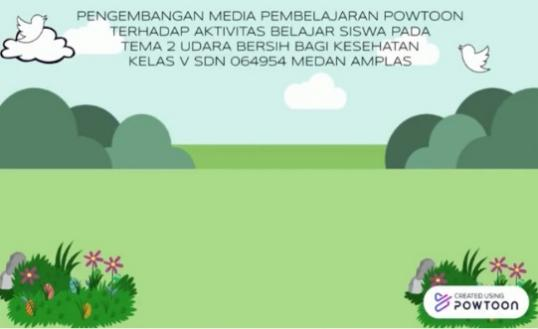 PENGEMBANGAN MEDIA PEMBELAJARAN POWTOON
TERHADAP AKTIVITAS BELAJAR SISWA PADA
TEMA 2 UDARA BERSIH BAGI KESEHATAN
KELAS V SDN 064954 MEDAN AMPLAS
CREATED USING
POWTOON